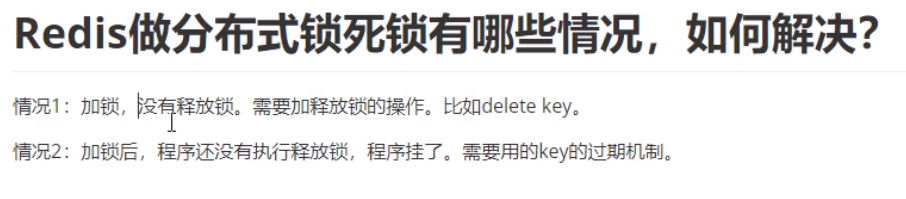 Redis做分布式锁死锁有哪些情况，如何解决？
情况1：加锁，没有释放锁。需要加释放锁的操作。比如delete key。
情况2：加锁后，程序还没有执行释放锁，程序挂了。需要用的key的过期机制。